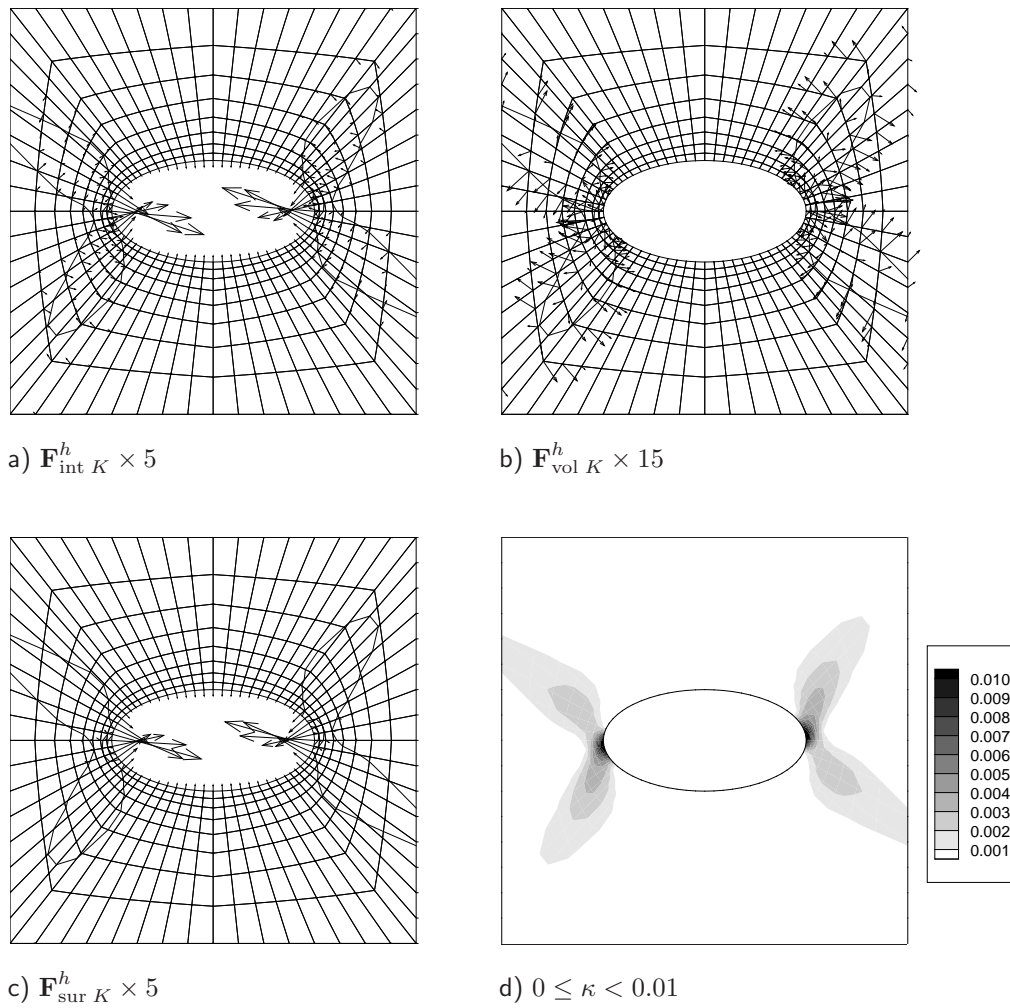 a) F^h_int K × 5
b) F^h_vol K × 15
0.010
0.009
0.008
0.007
0.006
0.005
0.004
0.003
0.002
0.001
c) F^h_sur K × 5
d) 0 ≤ κ < 0.01